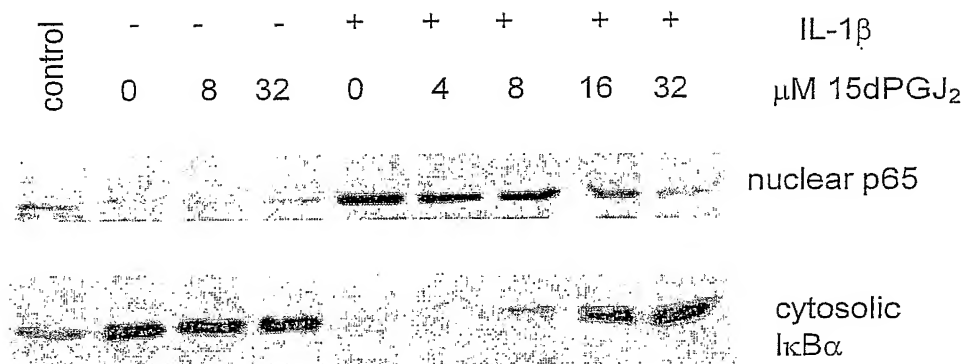 control
- - - + + + + + IL-1β
0 8 32 0 4 8 16 32 μM 15dPGJ₂
nuclear p65
cytosolic
IκBα